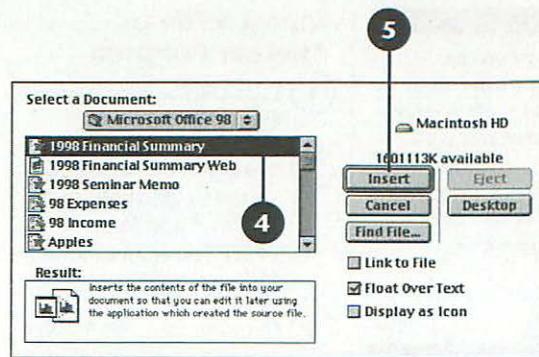 5
Select a Document:
Microsoft Office 98
Macintosh HD
1998 Financial Summary
1998 Financial Summary Web
1998 Seminar Memo
98 Expenses
98 Income
Apples
4
1601113K available
Insert
Eject
Cancel
Desktop
Find File...
Link to File
Float Over Text
Display as Icon
Result:
Inserts the contents of the file into your
document so that you can edit it later using
the application which created the source file.